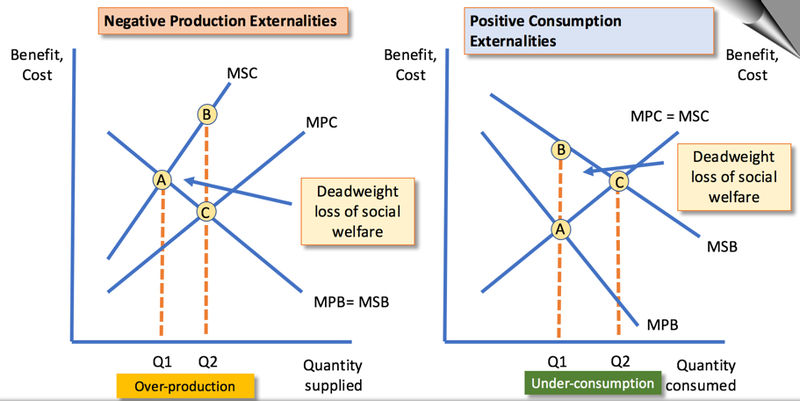 Negative Production Externalities
Benefit,
Cost
MSC
B
MPC
A
Deadweight
loss of social
welfare
C
MPB= MSB
Q1
Q2
Quantity
supplied
Over-production
Positive Consumption
Externalities
Benefit,
Cost
MPC = MSC
B
Deadweight
loss of social
welfare
C
A
MSB
MPB
Q1
Q2
Quantity
consumed
Under-consumption